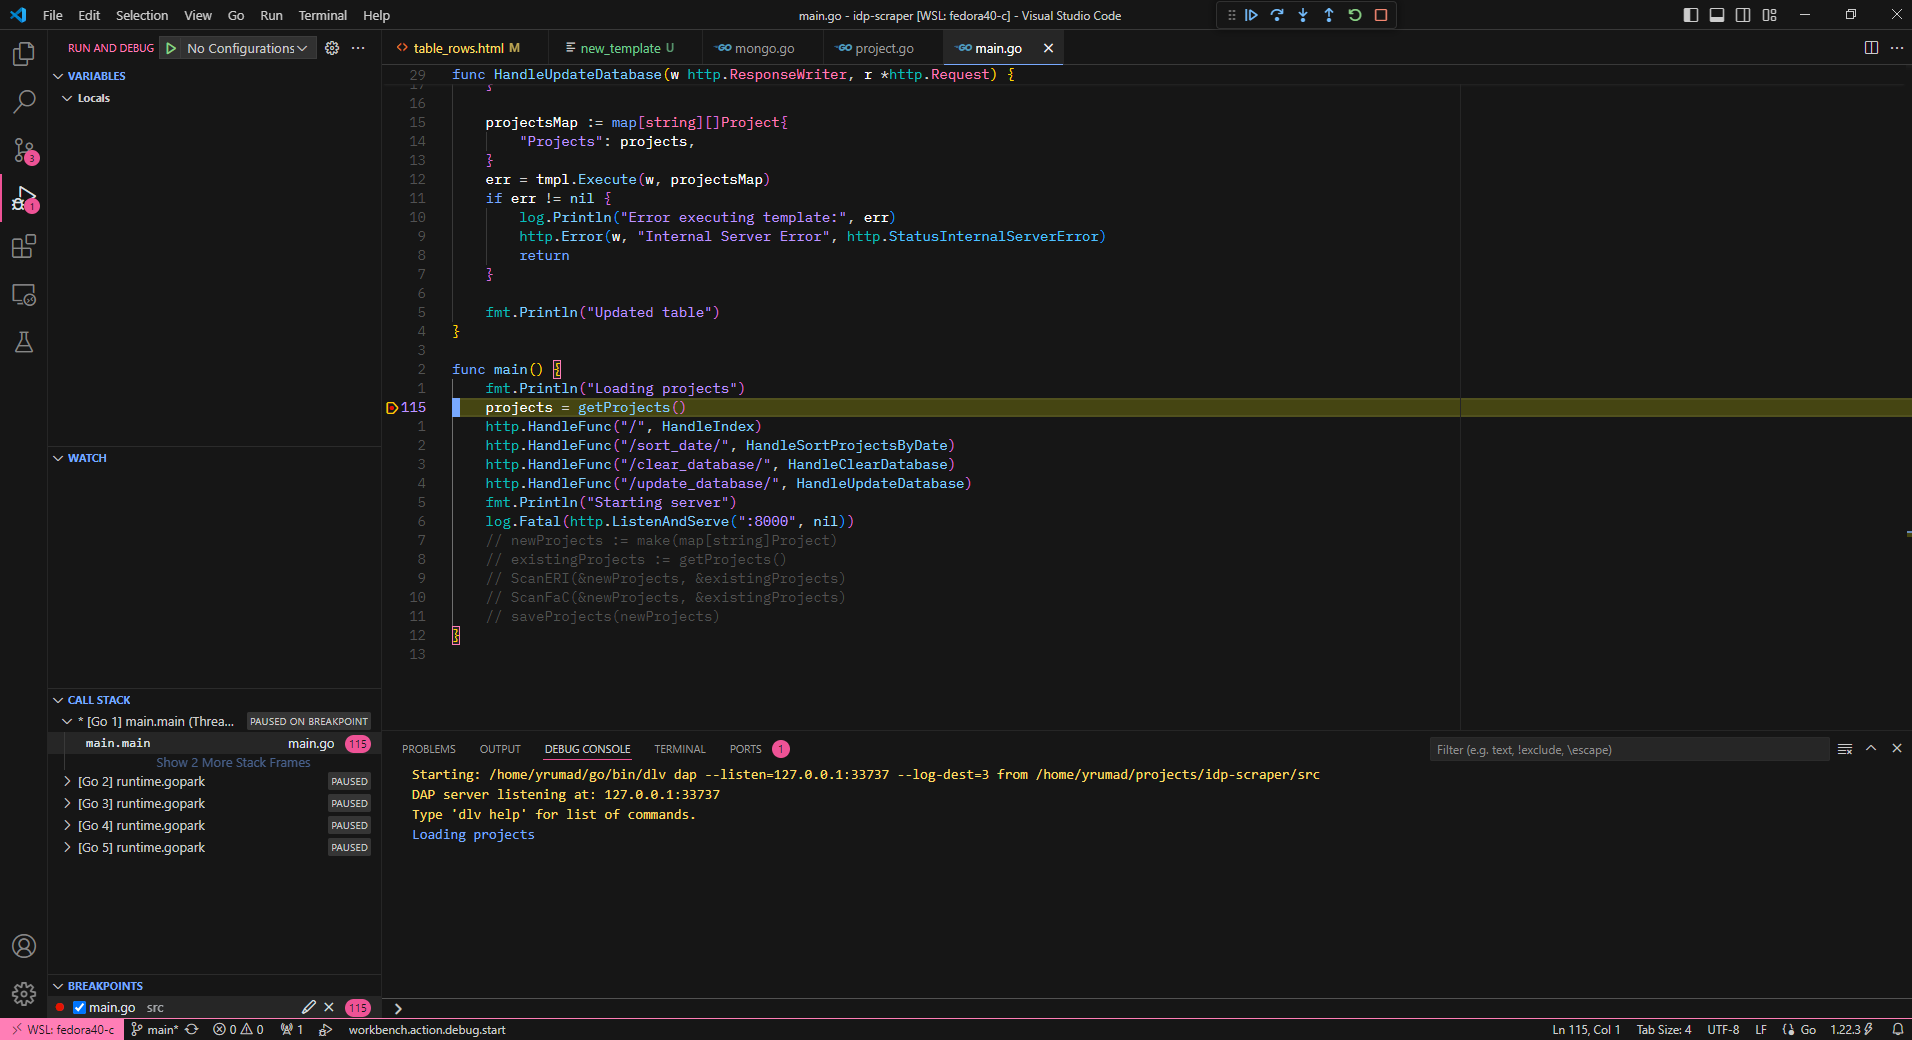 File Edit Selection View Go Run Terminal Help
main.go - idp-scraper [WSL: fedora40-c] - Visual Studio Code
RUN AND DEBUG No Configurations
VARIABLES
Locals
WATCH
CALL STACK
* [Go 1] main.main (Threa... PAUSED ON BREAKPOINT
main.main main.go 115
Show 2 More Stack Frames
[Go 2] runtime.gopark PAUSED
[Go 3] runtime.gopark PAUSED
[Go 4] runtime.gopark PAUSED
[Go 5] runtime.gopark PAUSED
BREAKPOINTS
main.go src 115
3
1
table_rows.html M new_template U mongo.go project.go main.go
29 func HandleUpdateDatabase(w http.ResponseWriter, r *http.Request) {
17 }
16
15 projectsMap := map[string][]Project{
14 "Projects": projects,
13 }
12 err = tmpl.Execute(w, projectsMap)
11 if err != nil {
10 log.Println("Error executing template:", err)
9 http.Error(w, "Internal Server Error", http.StatusInternalServerError)
8 return
7 }
6
5 fmt.Println("Updated table")
4 }
3
2 func main() {
1 fmt.Println("Loading projects")
115 projects = getProjects()
1 http.HandleFunc("/", HandleIndex)
2 http.HandleFunc("/sort_date/", HandleSortProjectsByDate)
3 http.HandleFunc("/clear_database/", HandleClearDatabase)
4 http.HandleFunc("/update_database/", HandleUpdateDatabase)
5 fmt.Println("Starting server")
6 log.Fatal(http.ListenAndServe(":8000", nil))
7 // newProjects := make(map[string]Project)
8 // existingProjects := getProjects()
9 // ScanERI(&newProjects, &existingProjects)
10 // ScanFaC(&newProjects, &existingProjects)
11 // saveProjects(newProjects)
12 }
13
PROBLEMS OUTPUT DEBUG CONSOLE TERMINAL PORTS 1 Filter (e.g. text, !exclude, \escape)
Starting: /home/yrumad/go/bin/dlv dap --listen=127.0.0.1:33737 --log-dest=3 from /home/yrumad/projects/idp-scraper/src
DAP server listening at: 127.0.0.1:33737
Type 'dlv help' for list of commands.
Loading projects
WSL: fedora40-c main* 0 0 1 workbench.action.debug.start Ln 115, Col 1 Tab Size: 4 UTF-8 LF Go 1.22.3